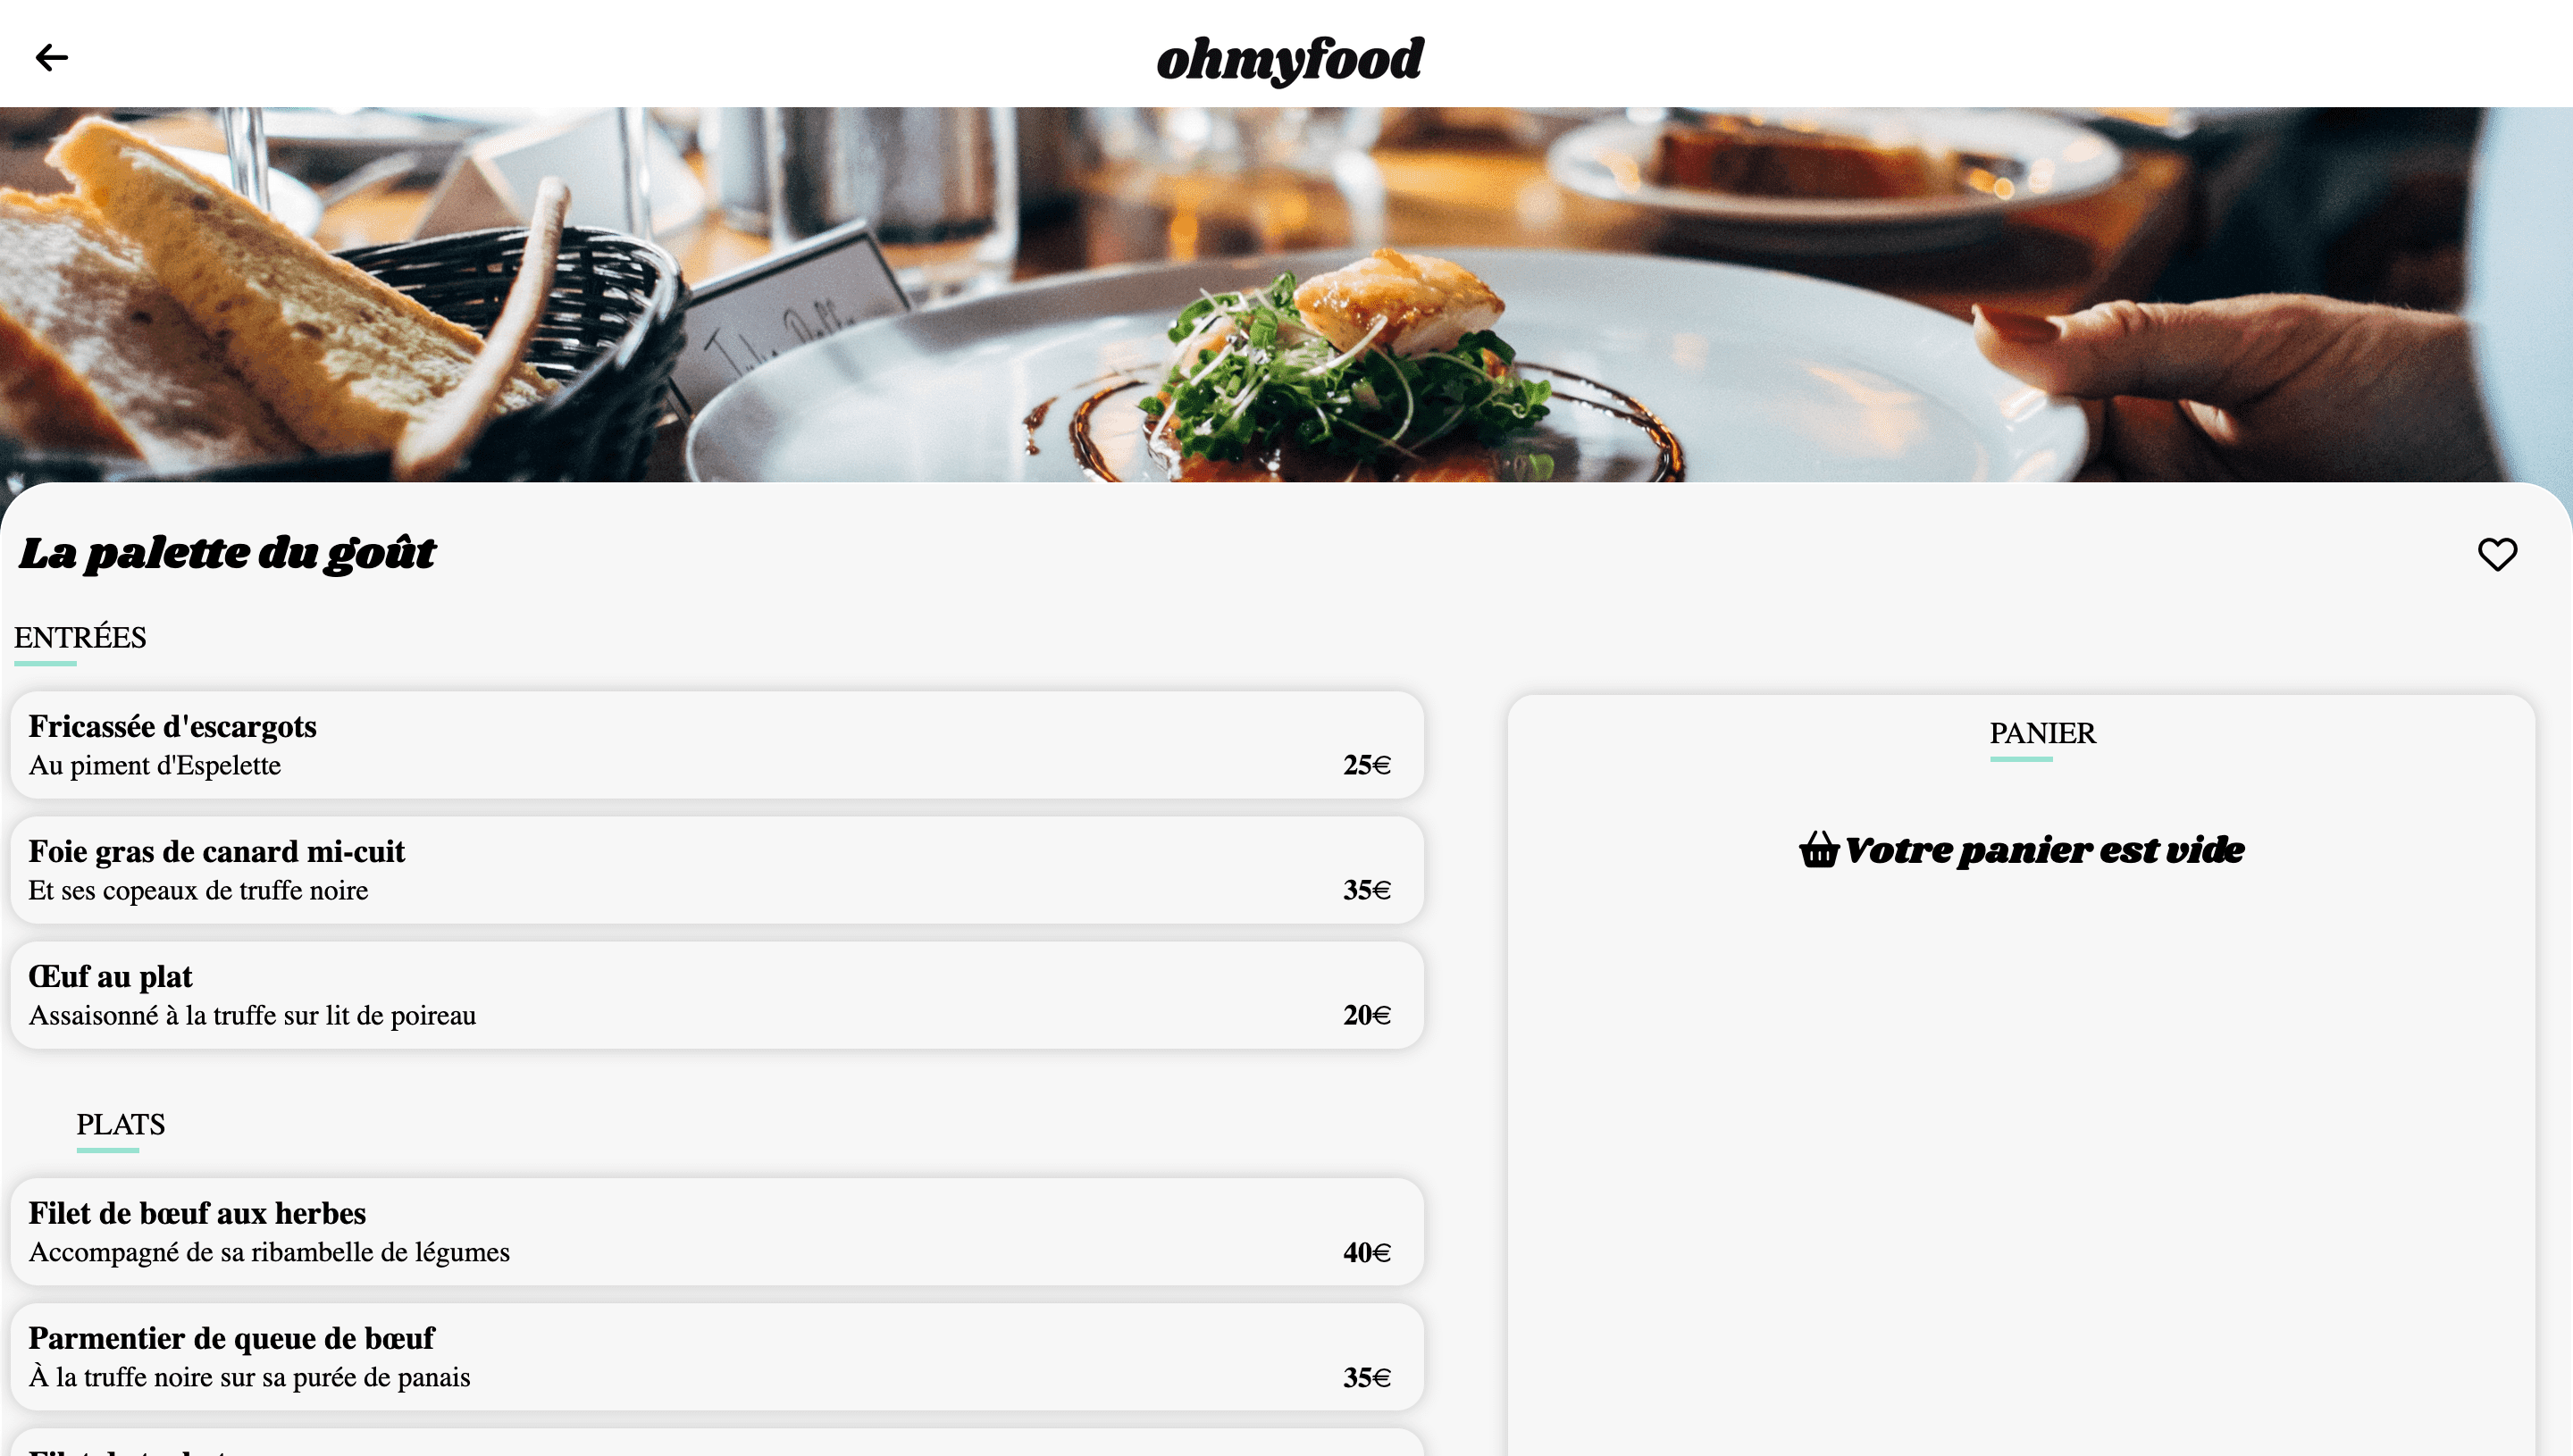 ohmyfood
La palette du goût
ENTRÉES
Fricassée d'escargots
Au piment d'Espelette
25€
Foie gras de canard mi-cuit
Et ses copeaux de truffe noire
35€
Œuf au plat
Assaisonné à la truffe sur lit de poireau
20€
PLATS
Filet de bœuf aux herbes
Accompagné de sa ribambelle de légumes
40€
Parmentier de queue de bœuf
À la truffe noire sur sa purée de panais
35€
PANIER
Votre panier est vide